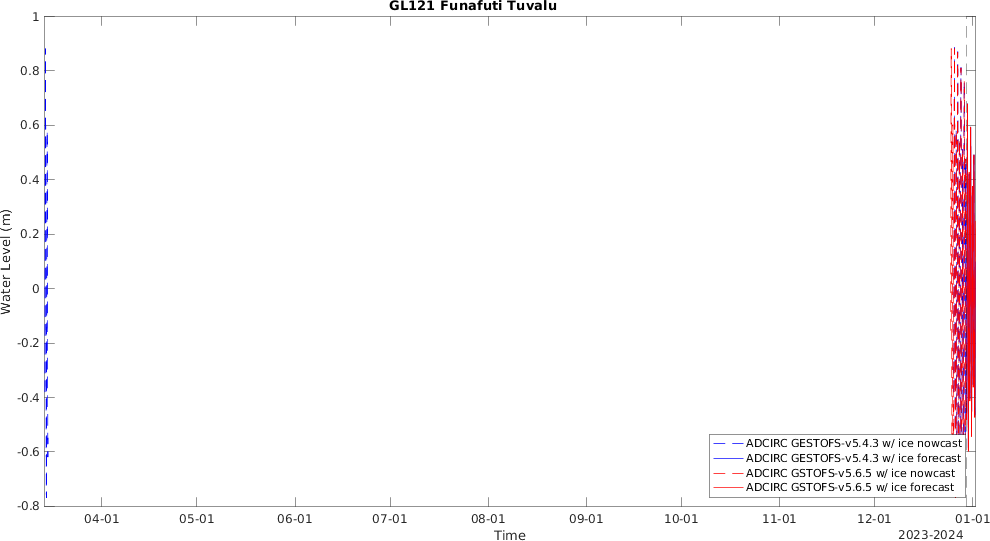 GL121 Funafuti Tuvalu
1
0.8
0.6
0.4
0.2
0
-0.2
-0.4
-0.6
-0.8
Water Level (m)
ADCIRC GESTOFS-v5.4.3 w/ ice nowcast
ADCIRC GESTOFS-v5.4.3 w/ ice forecast
ADCIRC GSTOFS-v5.6.5 w/ ice nowcast
ADCIRC GSTOFS-v5.6.5 w/ ice forecast
04-01 05-01 06-01 07-01 08-01 09-01 10-01 11-01 12-01 01-01
Time
2023-2024